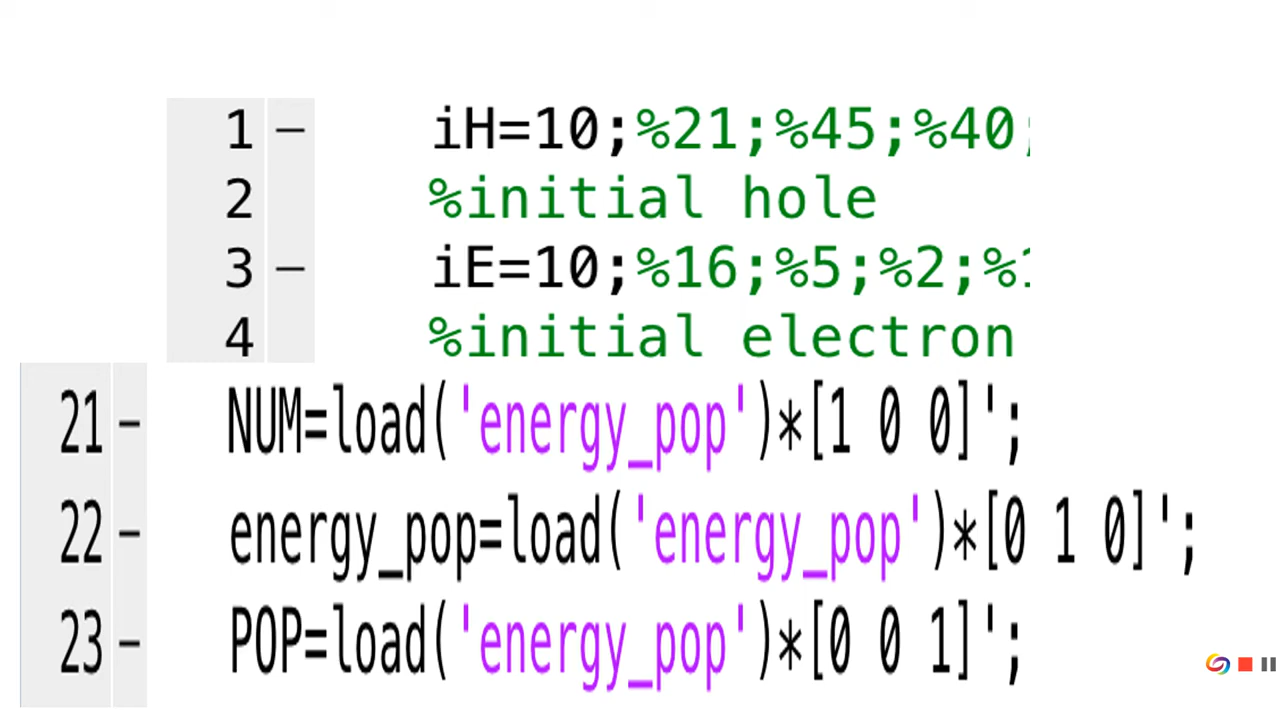 1 – iH=10;%21;%45;%40;
2 %initial hole
3 – iE=10;%16;%5;%2;%1
4 %initial electron
21 – NUM=load('energy_pop')*[1 0 0]';
22 – energy_pop=load('energy_pop')*[0 1 0]';
23 – POP=load('energy_pop')*[0 0 1]';